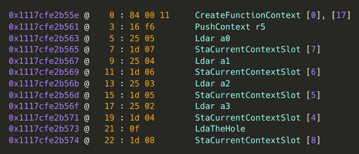 0x1117cfe2b55e @    0 : 84 00 11          CreateFunctionContext [0], [17]
0x1117cfe2b561 @    3 : 16 f6             PushContext r5
0x1117cfe2b563 @    5 : 25 05             Ldar a0
0x1117cfe2b565 @    7 : 1d 07             StaCurrentContextSlot [7]
0x1117cfe2b567 @    9 : 25 04             Ldar a1
0x1117cfe2b569 @   11 : 1d 06             StaCurrentContextSlot [6]
0x1117cfe2b56b @   13 : 25 03             Ldar a2
0x1117cfe2b56d @   15 : 1d 05             StaCurrentContextSlot [5]
0x1117cfe2b56f @   17 : 25 02             Ldar a3
0x1117cfe2b571 @   19 : 1d 04             StaCurrentContextSlot [4]
0x1117cfe2b573 @   21 : 0f                LdaTheHole
0x1117cfe2b574 @   22 : 1d 08             StaCurrentContextSlot [8]